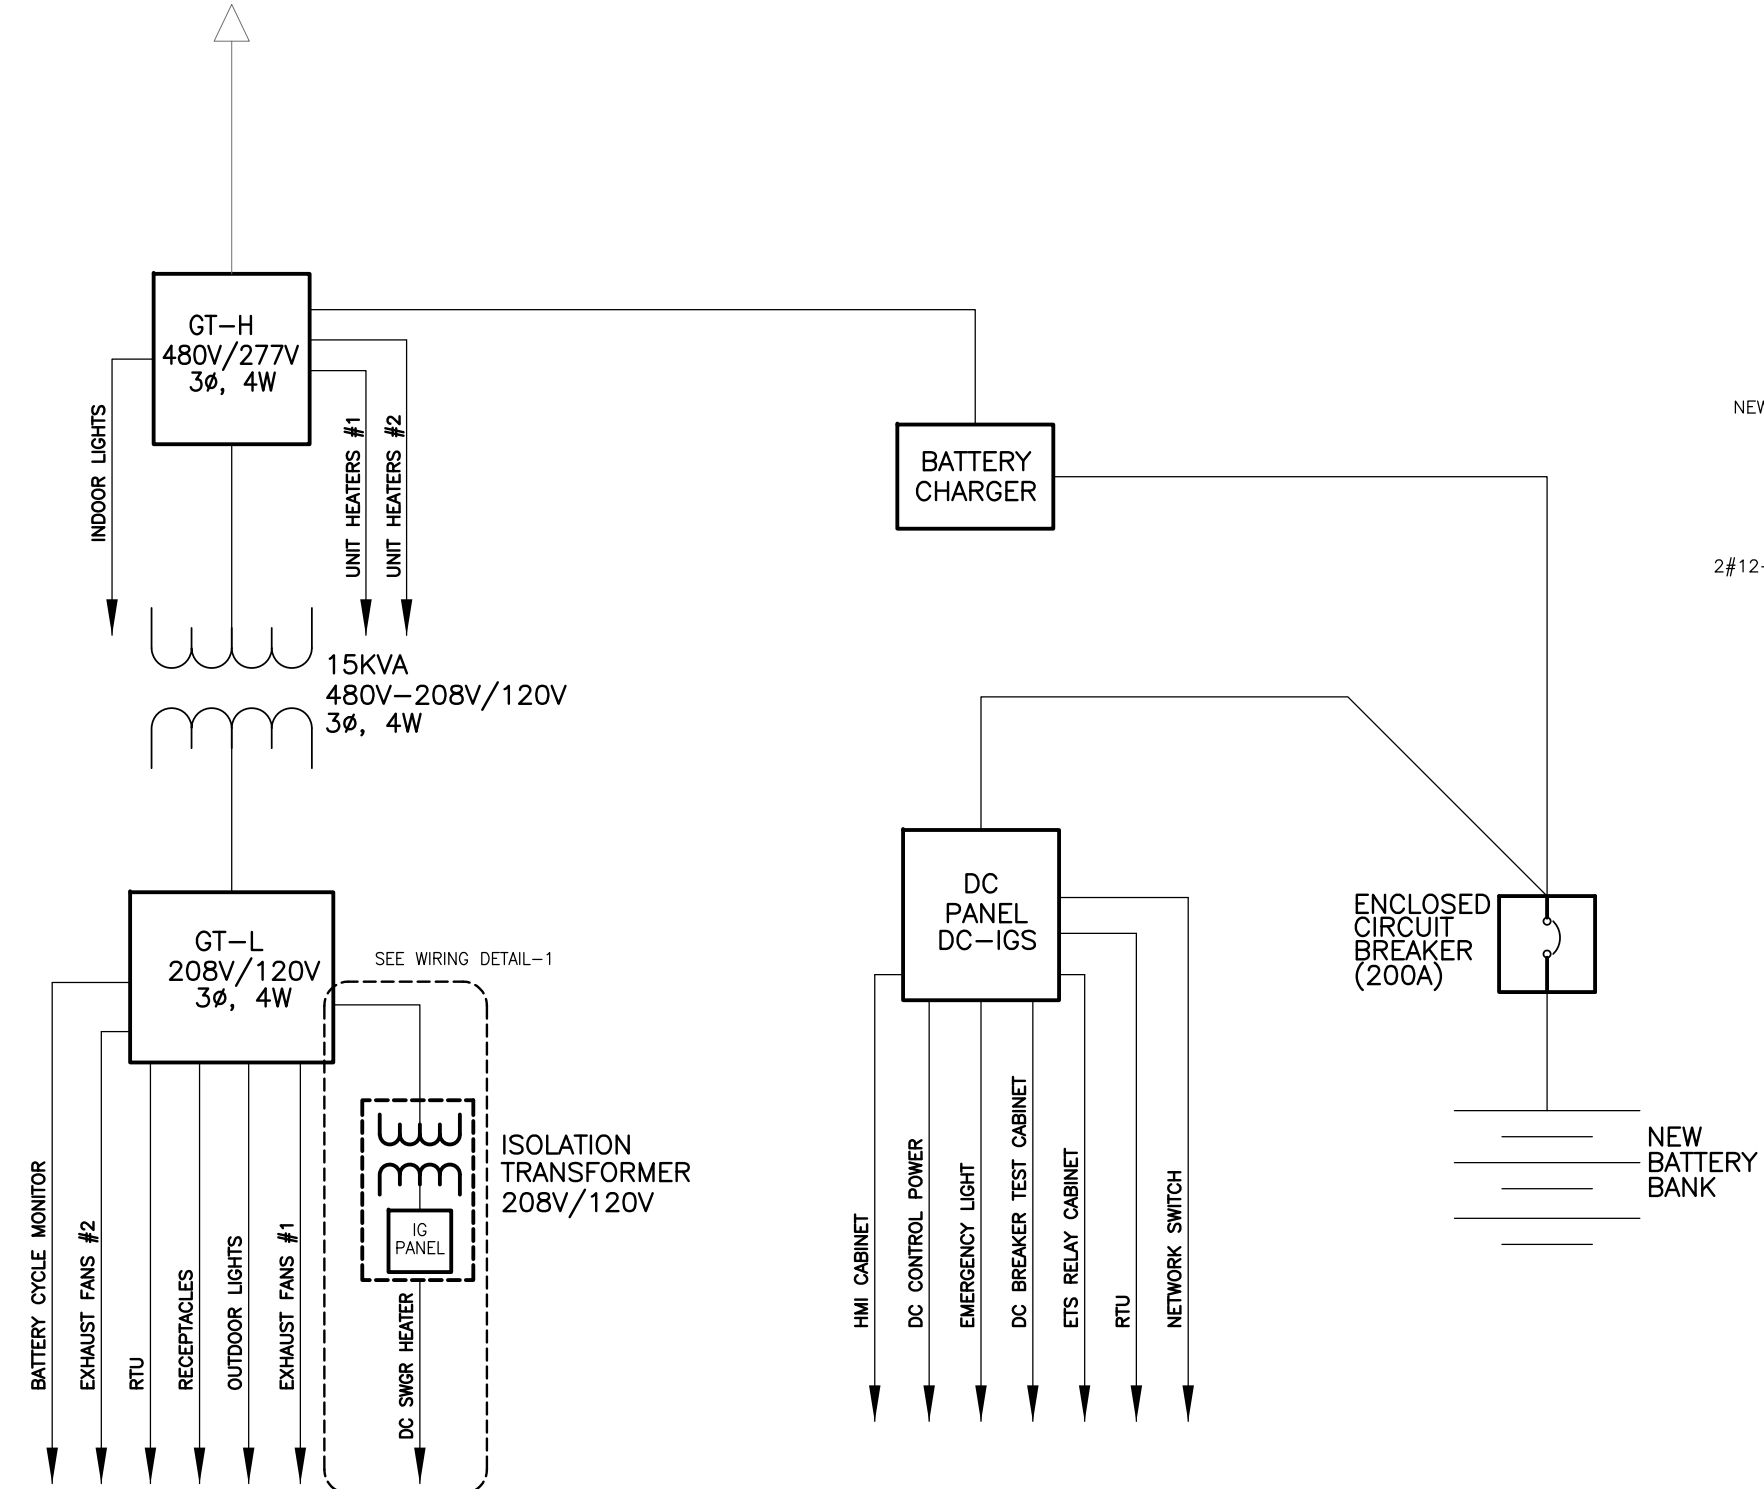 GT-H
480V/277V
3ø, 4W
INDOOR LIGHTS
UNIT HEATERS #1
UNIT HEATERS #2
15KVA
480V-208V/120V
3ø, 4W
BATTERY
CHARGER
NEW
2#12-
GT-L
208V/120V
3ø, 4W
SEE WIRING DETAIL-1
BATTERY CYCLE MONITOR
EXHAUST FANS #2
RTU
RECEPTACLES
OUTDOOR LIGHTS
EXHAUST FANS #1
ISOLATION
TRANSFORMER
208V/120V
IG
PANEL
DC SWGR HEATER
DC
PANEL
DC-IGS
HMI CABINET
DC CONTROL POWER
EMERGENCY LIGHT
DC BREAKER TEST CABINET
ETS RELAY CABINET
RTU
NETWORK SWITCH
ENCLOSED
CIRCUIT
BREAKER
(200A)
NEW
BATTERY
BANK